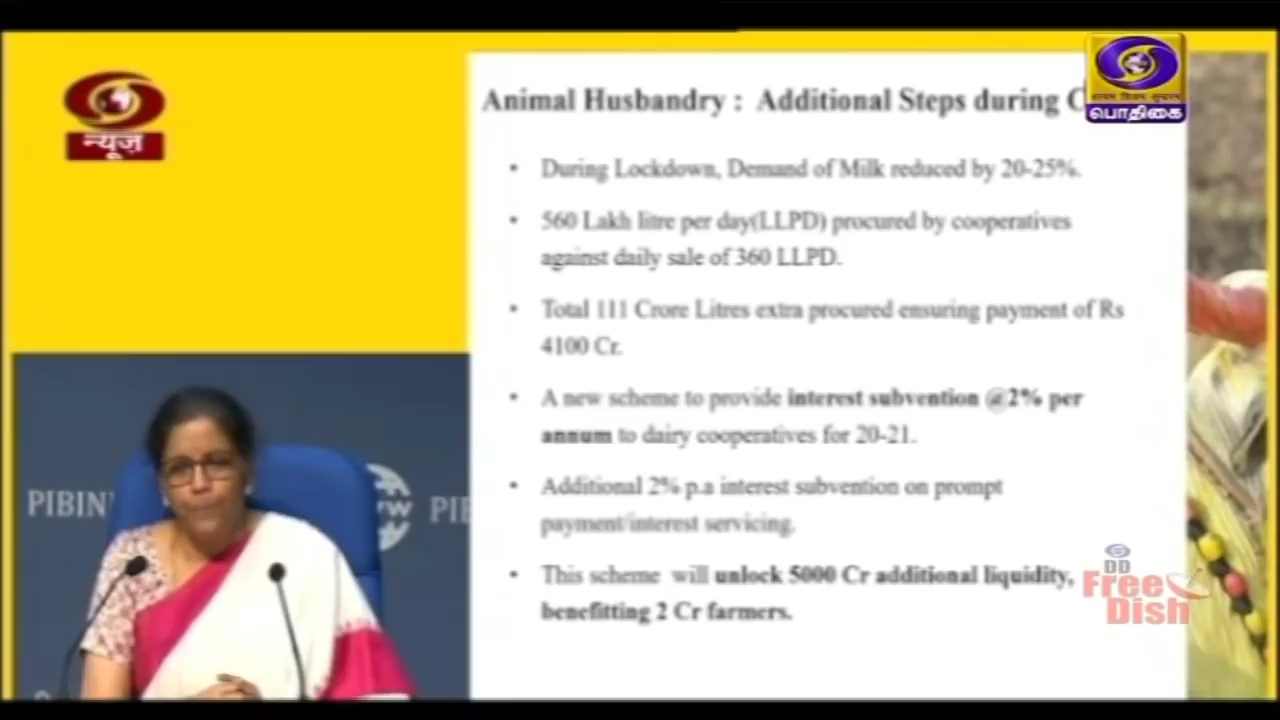 न्यूज़
Animal Husbandry : Additional Steps during C
பொதிகை
• During Lockdown, Demand of Milk reduced by 20-25%.
• 560 Lakh litre per day(LLPD) procured by cooperatives
against daily sale of 360 LLPD.
• Total 111 Crore Litres extra procured ensuring payment of Rs
4100 Cr.
• A new scheme to provide interest subvention @2% per
annum to dairy cooperatives for 20-21.
• Additional 2% p.a interest subvention on prompt
payment/interest servicing.
• This scheme will unlock 5000 Cr additional liquidity,
benefitting 2 Cr farmers.
DD
Free
Dish
PIBIN
PIB